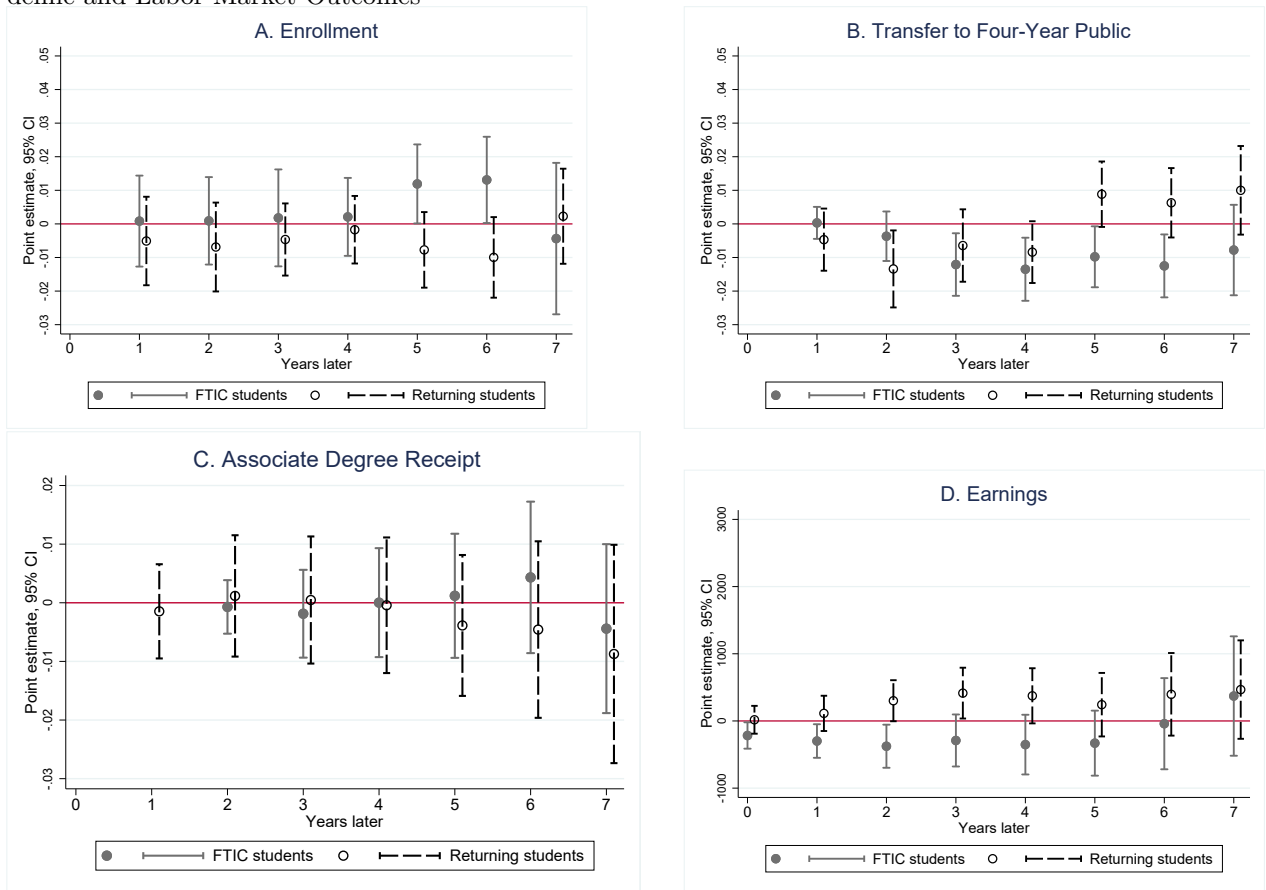 and Labor Market Outcomes
A. Enrollment
Point estimate, 95% CI
.05
.04
.03
.02
.01
0
-.01
-.02
-.03
0 1 2 3 4 5 6 7
Years later
FTIC students Returning students
B. Transfer to Four-Year Public
Point estimate, 95% CI
.05
.04
.03
.02
.01
0
-.01
-.02
-.03
0 1 2 3 4 5 6 7
Years later
FTIC students Returning students
C. Associate Degree Receipt
Point estimate, 95% CI
.02
.01
0
-.01
-.02
-.03
0 1 2 3 4 5 6 7
Years later
FTIC students Returning students
D. Earnings
Point estimate, 95% CI
3000
2000
1000
0
-1000
0 1 2 3 4 5 6 7
Years later
FTIC students Returning students